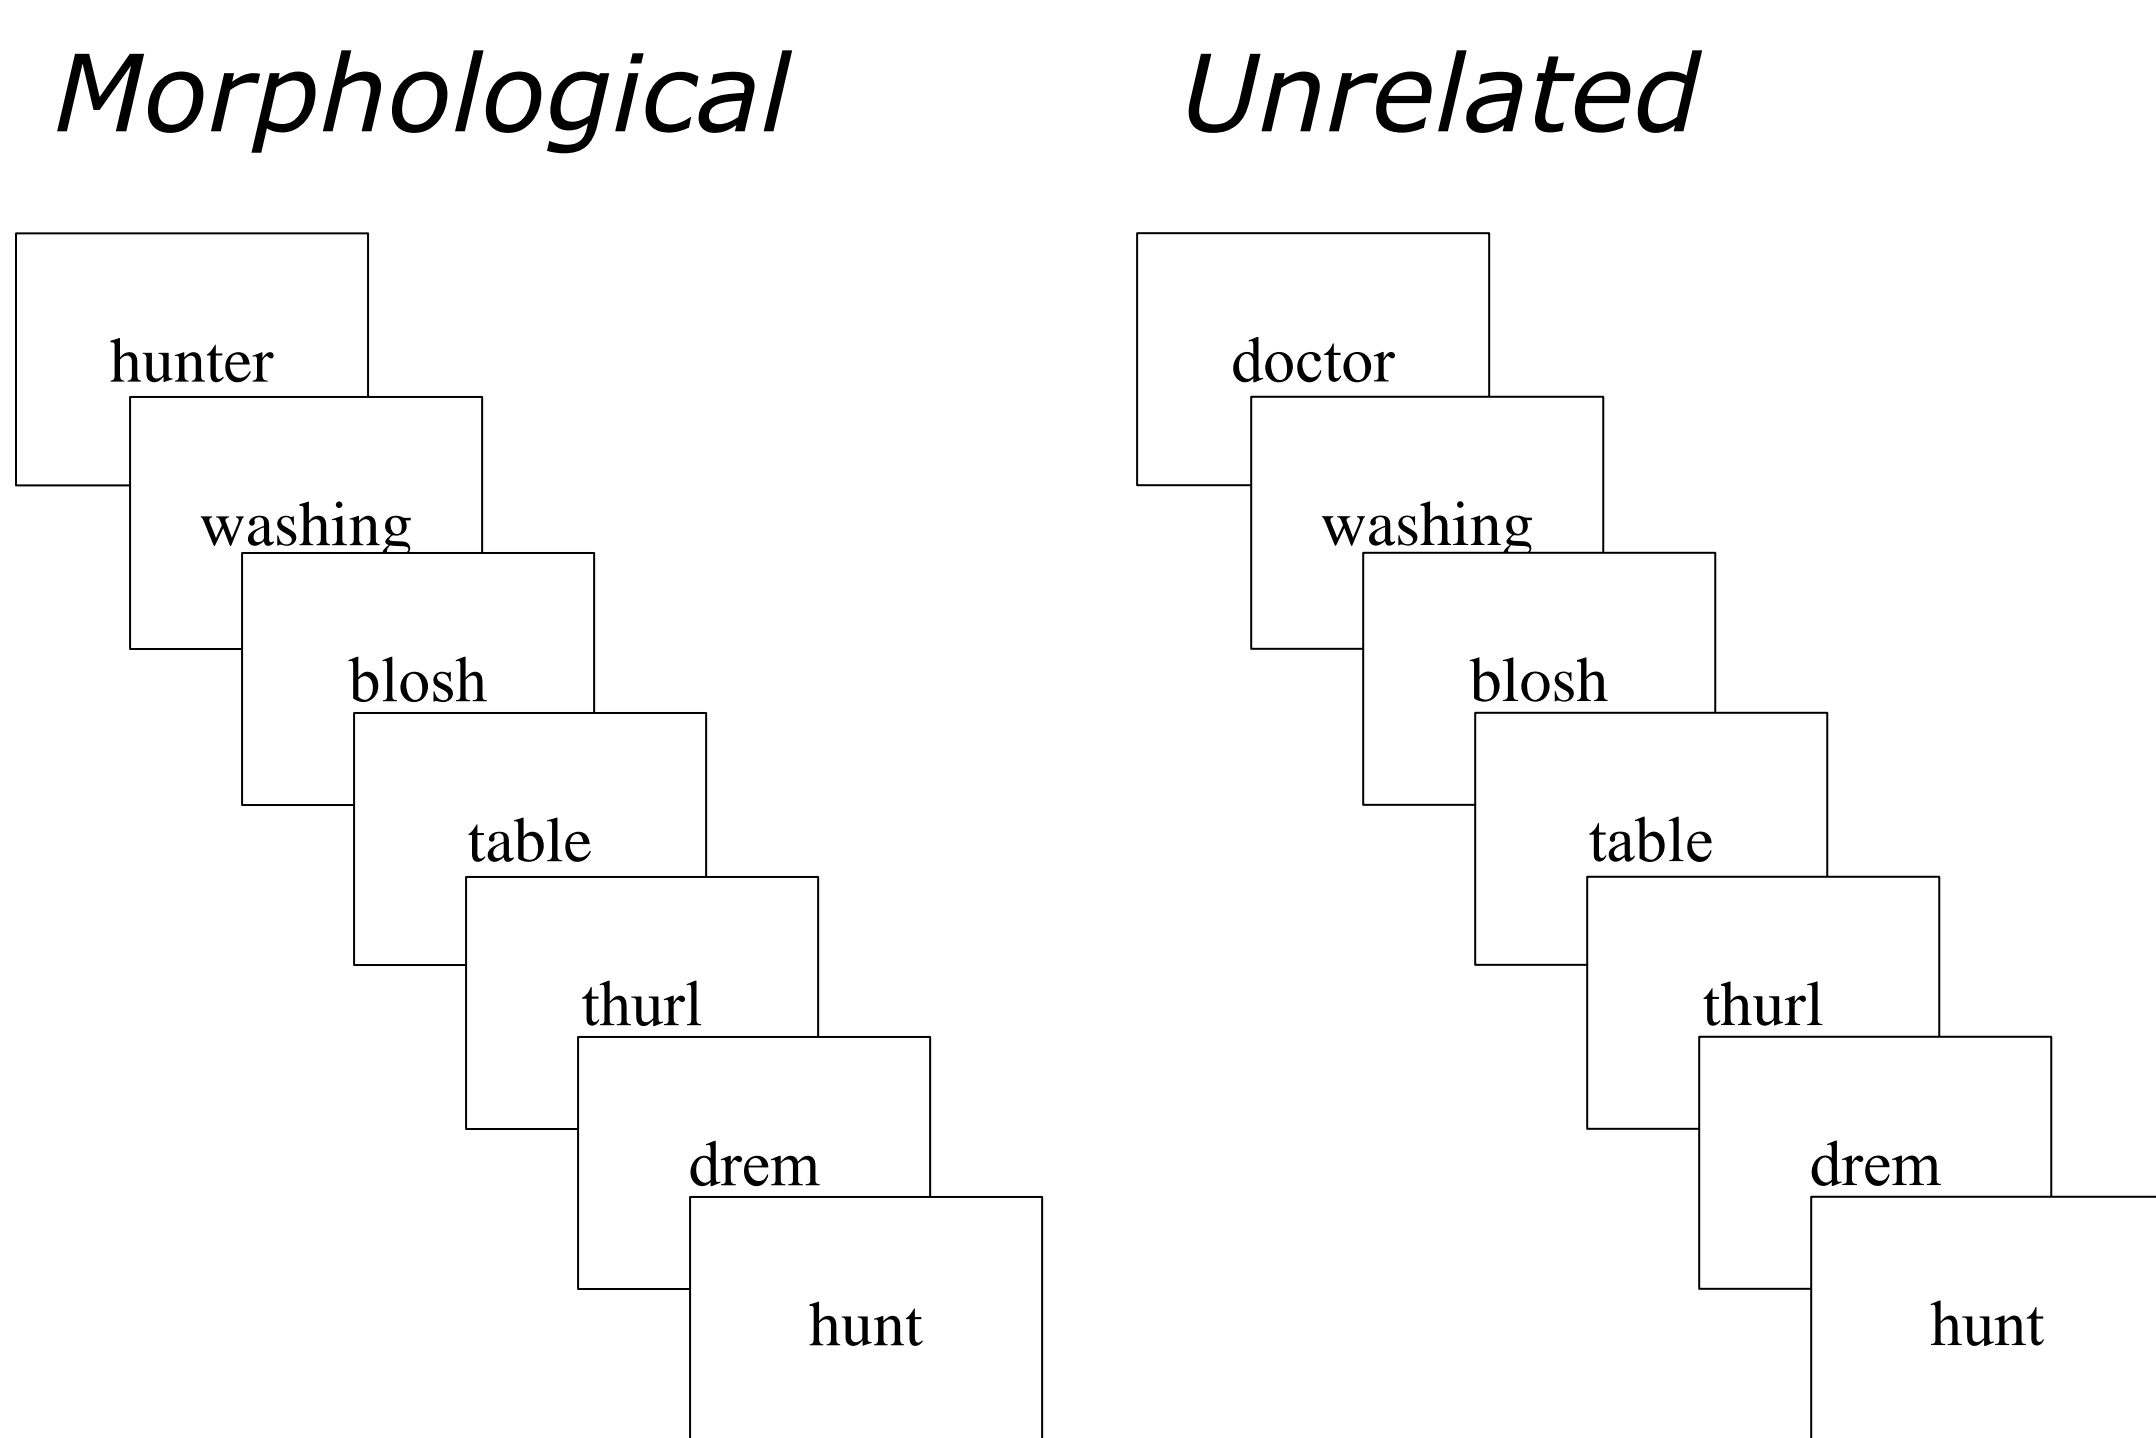 Morphological
hunter
washing
blosh
table
thurl
drem
hunt
Unrelated
doctor
washing
blosh
table
thurl
drem
hunt